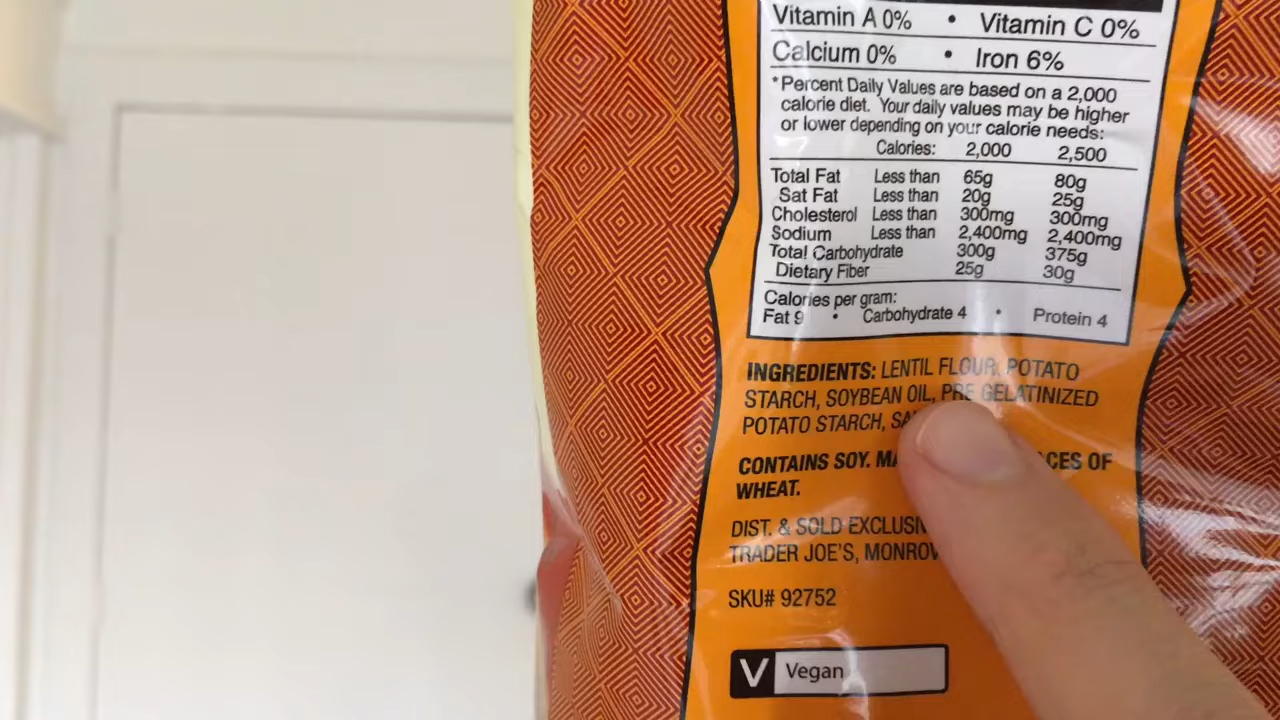 Vitamin A 0% • Vitamin C 0%
Calcium 0% • Iron 6%
*Percent Daily Values are based on a 2,000
calorie diet. Your daily values may be higher
or lower depending on your calorie needs:
Calories: 2,000 2,500
Total Fat Less than 65g 80g
Sat Fat Less than 20g 25g
Cholesterol Less than 300mg 300mg
Sodium Less than 2,400mg 2,400mg
Total Carbohydrate 300g 375g
Dietary Fiber 25g 30g
Calories per gram:
Fat 9 • Carbohydrate 4 • Protein 4
INGREDIENTS: LENTIL FLOUR, POTATO
STARCH, SOYBEAN OIL, PRE GELATINIZED
POTATO STARCH,
CONTAINS SOY. OF
WHEAT.
DIST. & SOLD
TRADER JOE'S,
SKU# 92752
V Vegan